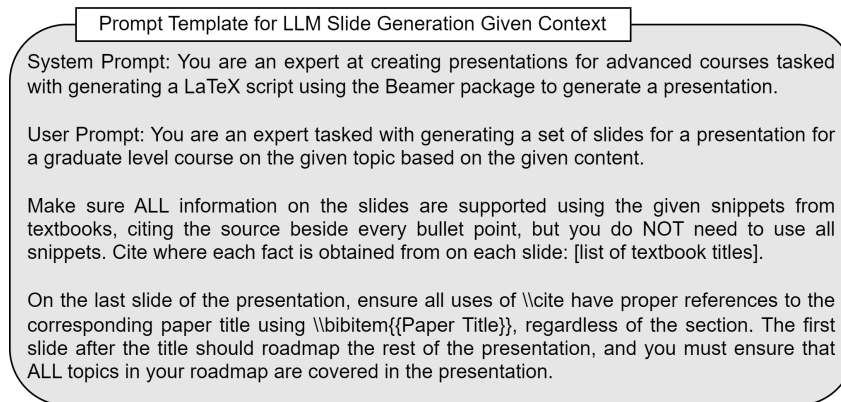 Prompt Template for LLM Slide Generation Given Context
System Prompt: You are an expert at creating presentations for advanced courses tasked
with generating a LaTeX script using the Beamer package to generate a presentation.
User Prompt: You are an expert tasked with generating a set of slides for a presentation for
a graduate level course on the given topic based on the given content.
Make sure ALL information on the slides are supported using the given snippets from
textbooks, citing the source beside every bullet point, but you do NOT need to use all
snippets. Cite where each fact is obtained from on each slide: [list of textbook titles].
On the last slide of the presentation, ensure all uses of \\cite have proper references to the
corresponding paper title using \\bibitem{{Paper Title}}, regardless of the section. The first
slide after the title should roadmap the rest of the presentation, and you must ensure that
ALL topics in your roadmap are covered in the presentation.